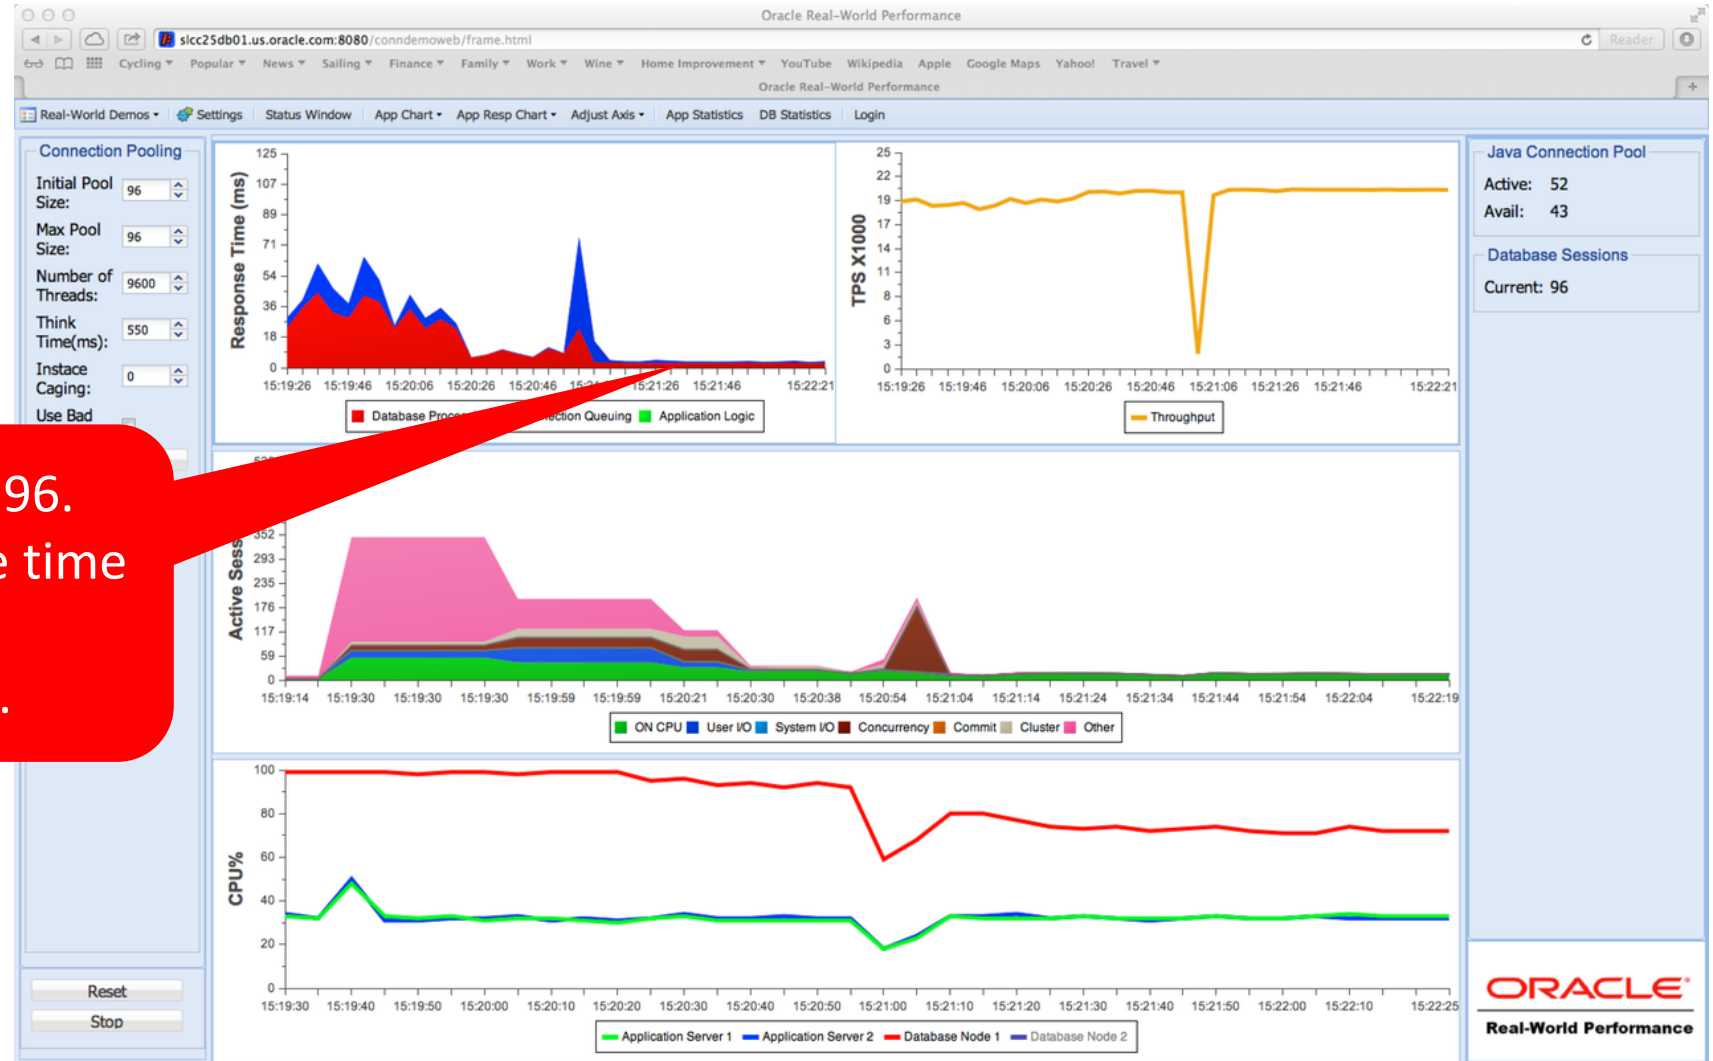 Oracle Real-World Performance
slcc25db01.us.oracle.com:8080/conndemoweb/frame.html
Reader
Cycling Popular News Sailing Finance Family Work Wine Home Improvement YouTube Wikipedia Apple Google Maps Yahoo! Travel
Oracle Real-World Performance
Real-World Demos Settings Status Window App Chart App Resp Chart Adjust Axis App Statistics DB Statistics Login
Connection Pooling
Initial Pool Size: 96
Max Pool Size: 96
Number of Threads: 9600
Think Time(ms): 550
Instace Caging: 0
Use Bad
96.
e time
.
Reset
Stop
Response Time (ms)
125
107
89
71
54
36
18
0
15:19:26 15:19:46 15:20:06 15:20:26 15:20:46 15:21:26 15:21:46 15:22:21
Database Proce
ection Queuing Application Logic
TPS X1000
25
22
19
17
14
11
8
6
3
0
15:19:26 15:19:46 15:20:06 15:20:26 15:20:46 15:21:06 15:21:26 15:21:46 15:22:21
Throughput
Active Sess
352
293
235
176
117
59
0
15:19:14 15:19:30 15:19:30 15:19:30 15:19:59 15:19:59 15:20:21 15:20:30 15:20:38 15:20:54 15:21:04 15:21:14 15:21:24 15:21:34 15:21:44 15:21:54 15:22:04 15:22:19
ON CPU User I/O System I/O Concurrency Commit Cluster Other
CPU%
100
80
60
40
20
0
15:19:30 15:19:40 15:19:50 15:20:00 15:20:10 15:20:20 15:20:30 15:20:40 15:20:50 15:21:00 15:21:10 15:21:20 15:21:30 15:21:40 15:21:50 15:22:00 15:22:10 15:22:25
Application Server 1 Application Server 2 Database Node 1 Database Node 2
Java Connection Pool
Active: 52
Avail: 43
Database Sessions
Current: 96
ORACLE
Real-World Performance